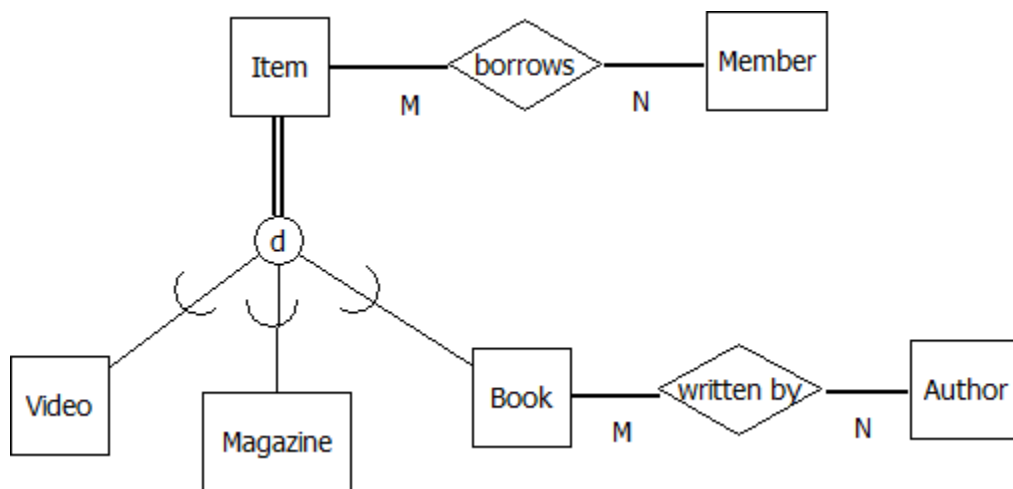 Item
borrows
Member
M
N
d
Video
Magazine
Book
written by
Author
M
N